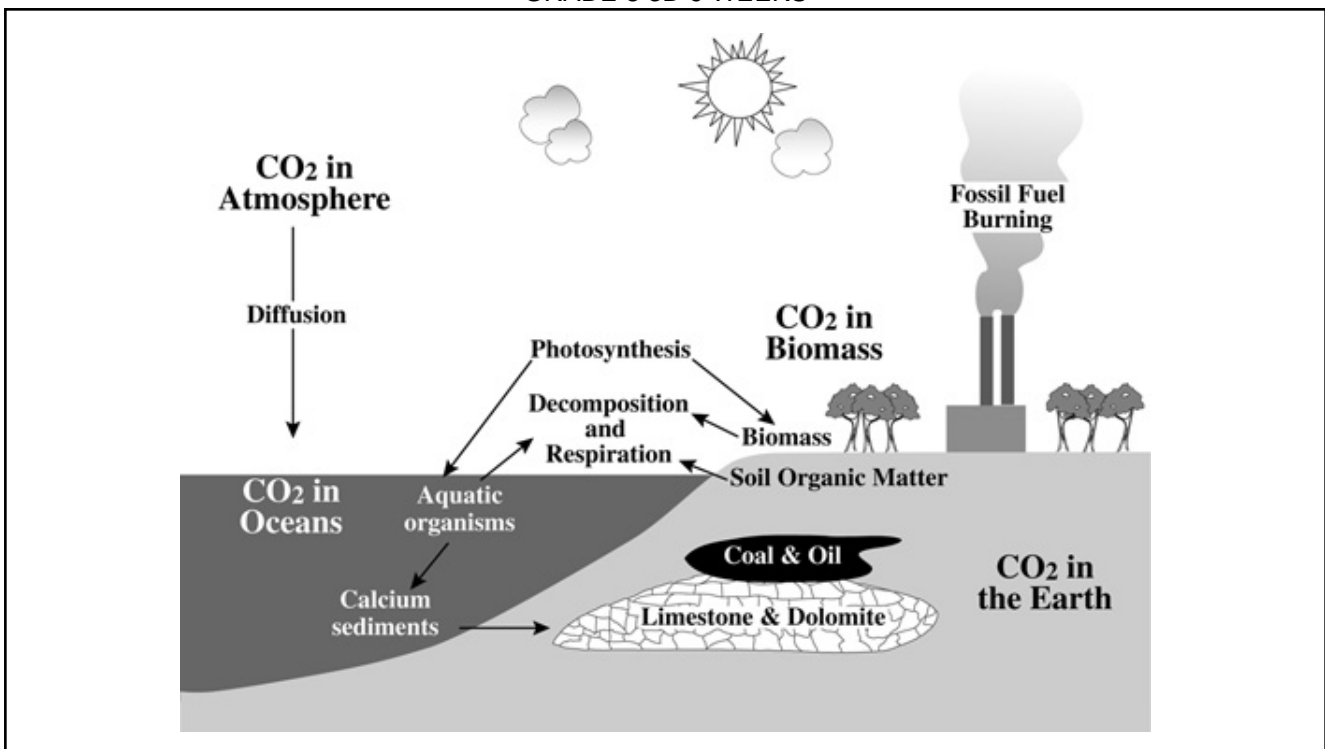 CO2 in
Atmosphere
Diffusion
Fossil Fuel
Burning
CO2 in
Biomass
Photosynthesis
Decomposition
and
Respiration
Biomass
Soil Organic Matter
CO2 in
Oceans
Aquatic
organisms
Calcium
sediments
Coal & Oil
Limestone & Dolomite
CO2 in
the Earth